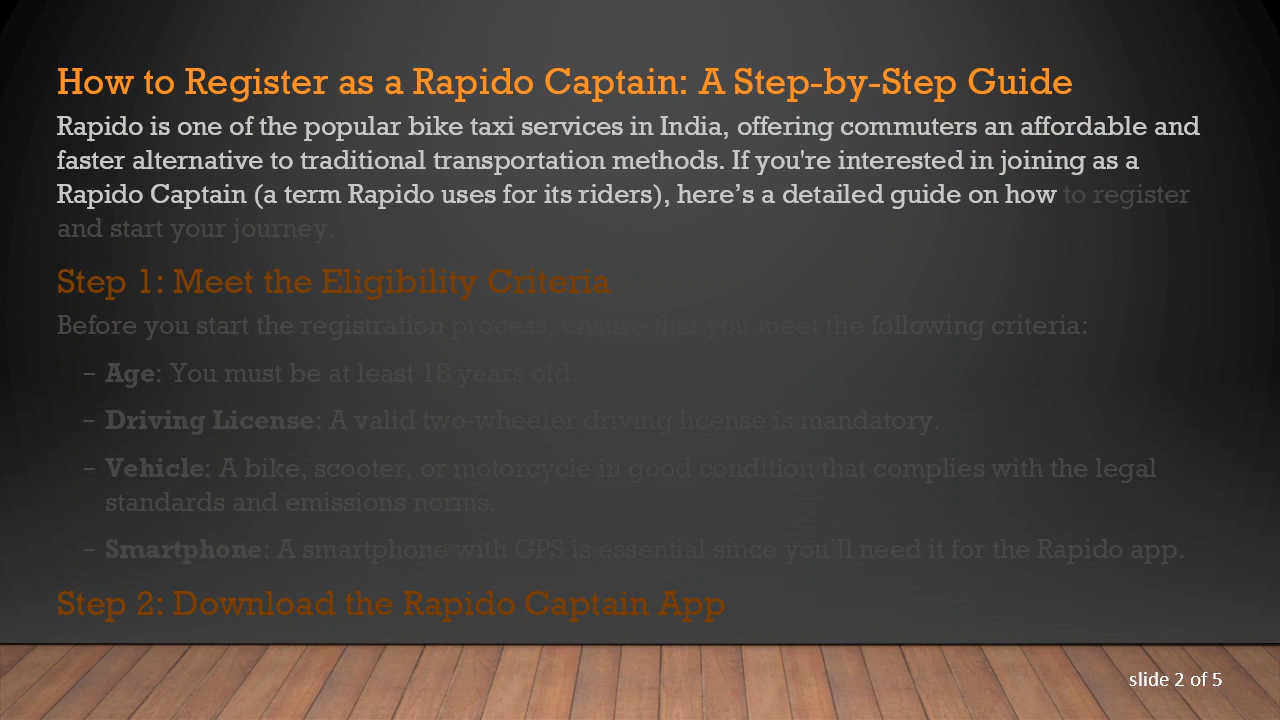 How to Register as a Rapido Captain: A Step-by-Step Guide
Rapido is one of the popular bike taxi services in India, offering commuters an affordable and
faster alternative to traditional transportation methods. If you're interested in joining as a
Rapido Captain (a term Rapido uses for its riders), here’s a detailed guide on how to register
and start your journey.
Step 1: Meet the Eligibility Criteria
Before you start the registration process, ensure that you meet the following criteria:
– Age: You must be at least 18 years old.
– Driving License: A valid two-wheeler driving license is mandatory.
– Vehicle: A bike, scooter, or motorcycle in good condition that complies with the legal
standards and emissions norms.
– Smartphone: A smartphone with GPS is essential since you’ll need it for the Rapido app.
Step 2: Download the Rapido Captain App
slide 2 of 5